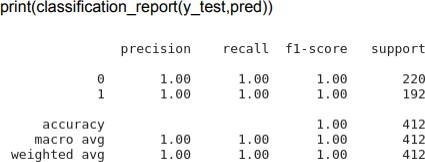 print(classification_report(y_test,pred))
precision recall f1-score support
0 1.00 1.00 1.00 220
1 1.00 1.00 1.00 192
accuracy 1.00 412
macro avg 1.00 1.00 1.00 412
weighted avg 1.00 1.00 1.00 412